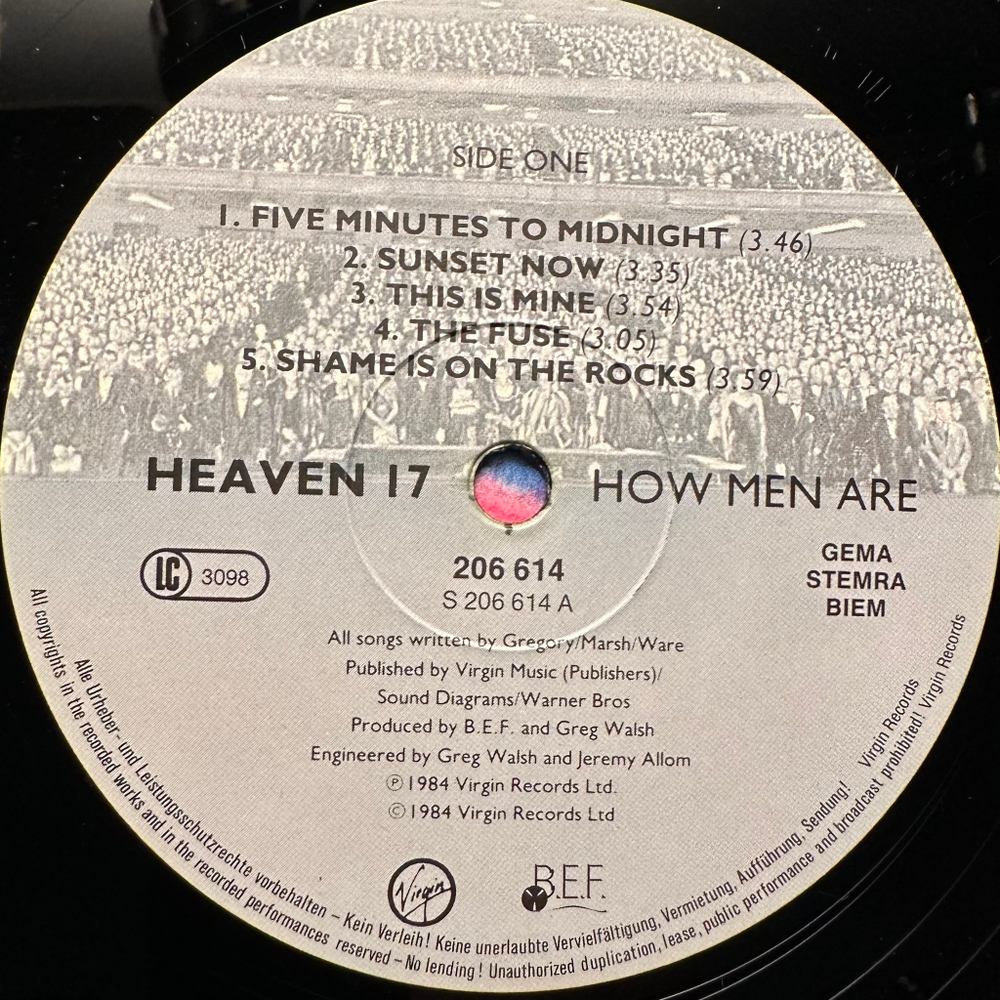 SIDE ONE
1. FIVE MINUTES TO MIDNIGHT (3.46)
2. SUNSET NOW (3.35)
3. THIS IS MINE (3.54)
4. THE FUSE (3.05)
5. SHAME IS ON THE ROCKS (3.59)
HEAVEN 17
HOW MEN ARE
LC 3098
206 614
S 206 614 A
GEMA
STEMRA
BIEM
All songs written by Gregory/Marsh/Ware
Published by Virgin Music (Publishers)/
Sound Diagrams/Warner Bros
Produced by B.E.F. and Greg Walsh
Engineered by Greg Walsh and Jeremy Allom
Ⓟ 1984 Virgin Records Ltd.
© 1984 Virgin Records Ltd
Virgin
B.E.F.
Alle Urheber- und Leistungsschutzrechte vorbehalten – Kein Verleih! Keine unerlaubte Vervielfältigung, Vermietung, Aufführung, Sendung! Virgin Records
All copyrights in the recorded works and in the recorded performances reserved – No lending! Unauthorized duplication, lease, public performance and broadcast prohibited! Virgin Records